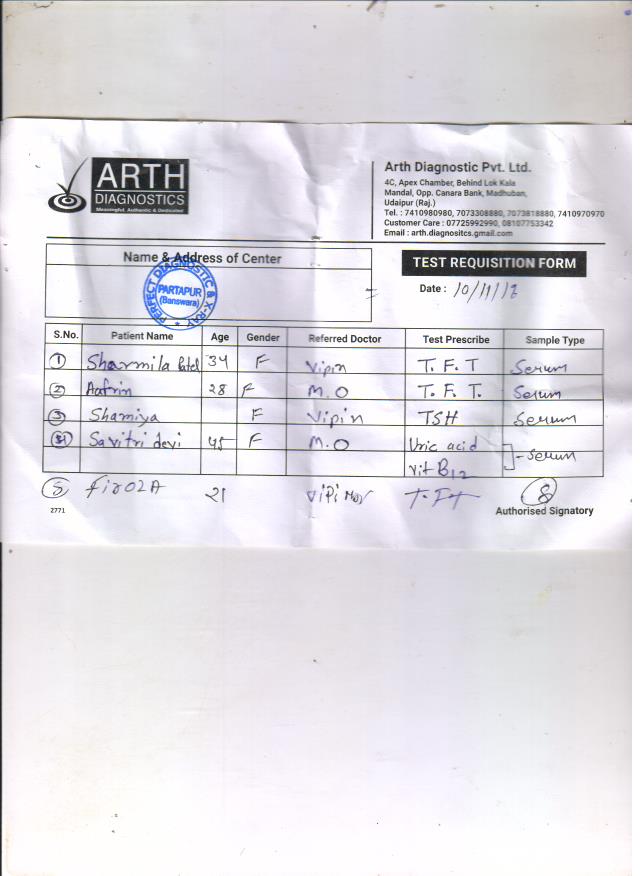 ARTH
DIAGNOSTICS
Meaningful, Authentic & Dedicated
Arth Diagnostic Pvt. Ltd.
4C, Apex Chamber, Behind Lok Kala
Mandal, Opp. Canara Bank, Madhuban,
Udaipur (Raj.)
Tel. : 7410980980, 7073308880, 7073818880, 7410970970
Customer Care : 07725992990, 08107753342
Email : arth.diagnositcs.gmail.com
Name & Address of Center
PERFECT DIAGNOSTIC & X-RAY
PARTAPUR
(Banswara)
TEST REQUISITION FORM
Date : 10/11/
S.No. Patient Name Age Gender Referred Doctor Test Prescribe Sample Type
1 Sharmila Patel 34 F Vipin T. F. T Serum
2 Aafrin 28 F M.O T. F. T. Serum
3 Shamiya F Vipin TSH Serum
4 Savitri devi 45 F M.O Uric acid
Vit B12 - Serum
5 firoza 21 T.FT
2771
Authorised Signatory